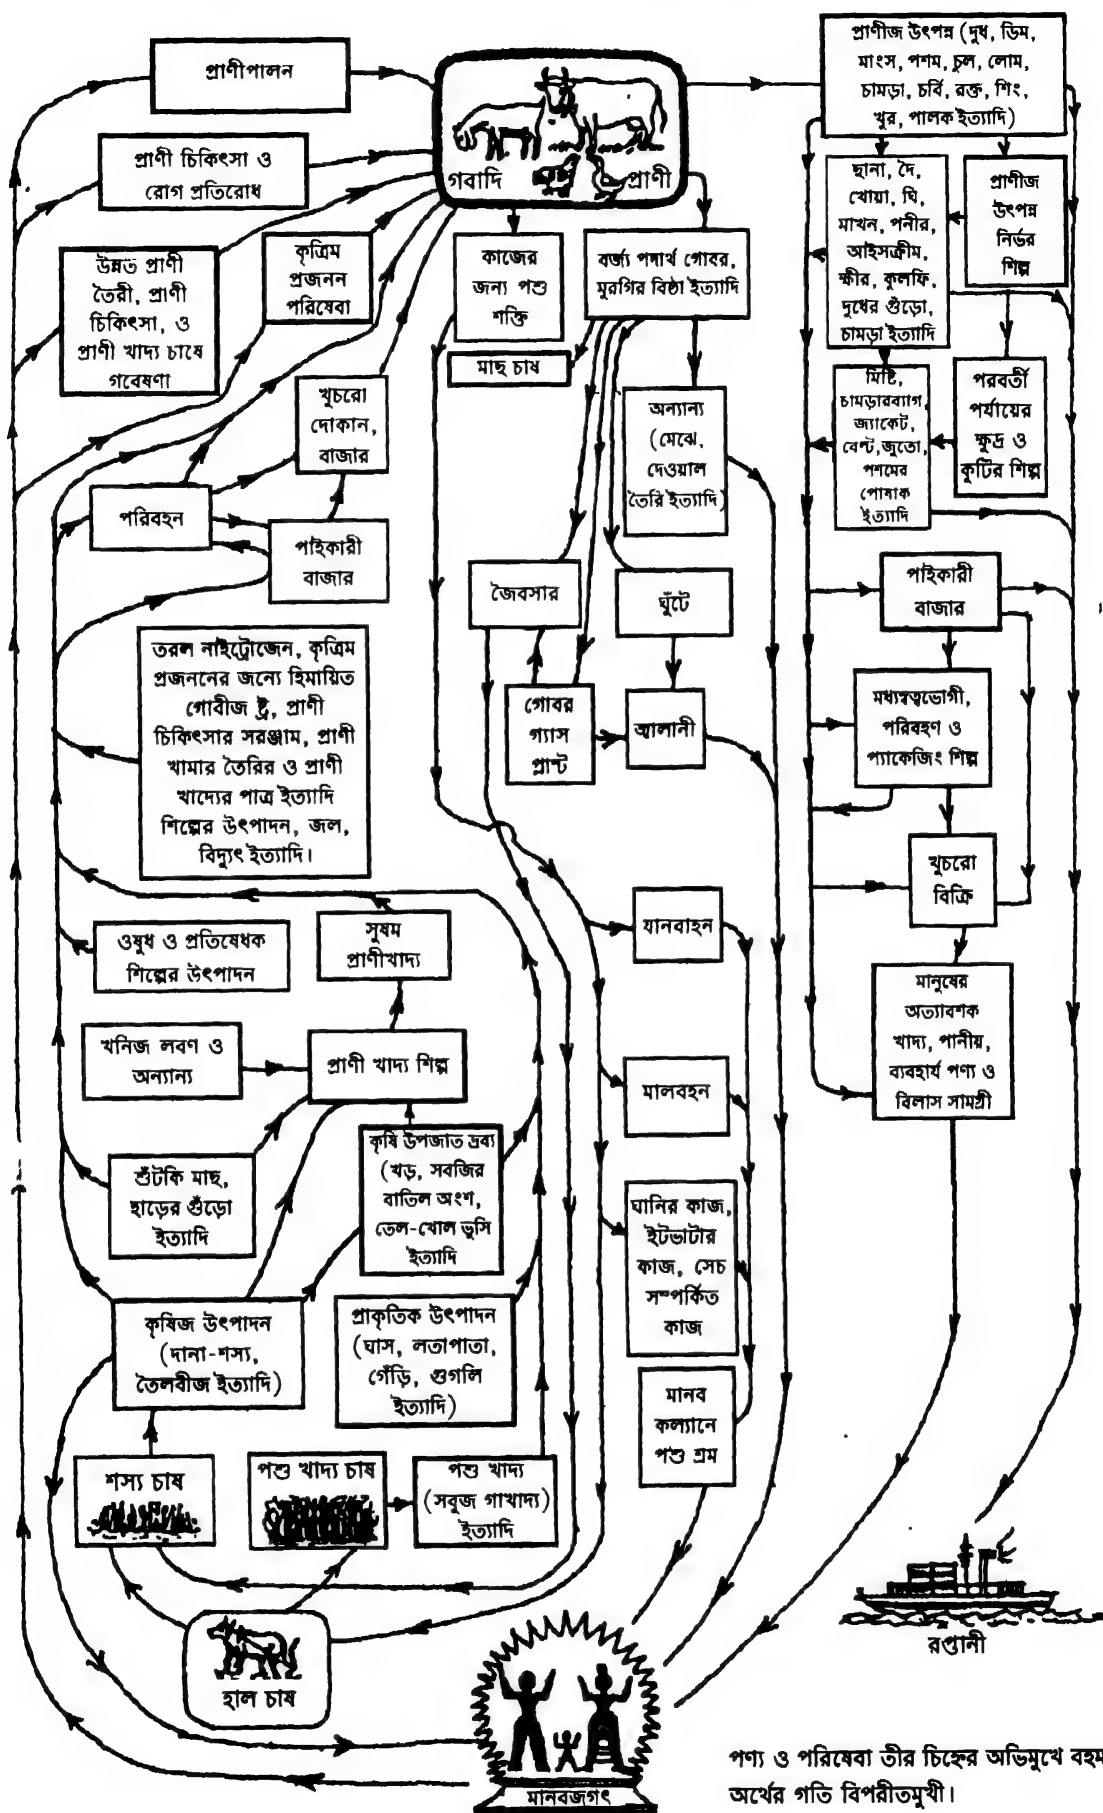 প্রাণীপালন
গবাদি প্রাণী
প্রাণীজ উৎপন্ন (দুধ, ডিম,
মাংস, পশম, চুল, লোম,
চামড়া, চর্বি, রক্ত, শিং,
খুর, পালক ইত্যাদি)
প্রাণী চিকিৎসা ও
রোগ প্রতিরোধ
উন্নত প্রাণী
তৈরী, প্রাণী
চিকিৎসা, ও
প্রাণী খাদ্য চাষে
গবেষণা
কৃত্রিম
প্রজনন
পরিষেবা
কাজের
জন্য পশু
শক্তি
বর্জ্য পদার্থ গোবর,
মুরগির বিষ্ঠা ইত্যাদি
ছানা, দৈ,
খোয়া, ঘি,
মাখন, পনীর,
আইসক্রীম,
ক্ষীর, কুলফি,
দুধের গুঁড়ো,
চামড়া ইত্যাদি
প্রাণীজ
উৎপন্ন
নির্ভর
শিল্প
মাছ চাষ
খুচরো
দোকান,
বাজার
অন্যান্য
(মেঝে,
দেওয়াল
তৈরি ইত্যাদি)
মিষ্টি,
চামড়ারব্যাগ,
জ্যাকেট,
বেল্ট,জুতো,
পশমের
পোষাক
ইত্যাদি
পরবর্তী
পর্যায়ের
ক্ষুদ্র ও
কুটির শিল্প
পরিবহন
পাইকারী
বাজার
জৈবসার
ঘুঁটে
পাইকারী
বাজার
তরল নাইট্রোজেন, কৃত্রিম
প্রজননের জন্যে হিমায়িত
গোবীজ ষ্ট্র, প্রাণী
চিকিৎসার সরঞ্জাম, প্রাণী
খামার তৈরির ও প্রাণী
খাদ্যের পাত্র ইত্যাদি
শিল্পের উৎপাদন, জল,
বিদ্যুৎ ইত্যাদি।
গোবর
গ্যাস
প্লান্ট
জ্বালানী
মধ্যস্বত্বভোগী,
পরিবহণ ও
প্যাকেজিং শিল্প
খুচরো
বিক্রি
ওষুধ ও প্রতিষেধক
শিল্পের উৎপাদন
সুষম
প্রাণীখাদ্য
যানবাহন
মানুষের
অত্যাবশক
খাদ্য, পানীয়,
ব্যবহার্য পণ্য ও
বিলাস সামগ্রী
খনিজ লবণ ও
অন্যান্য
প্রাণী খাদ্য শিল্প
মালবহন
শুঁটকি মাছ,
হাড়ের গুঁড়ো
ইত্যাদি
কৃষি উপজাত দ্রব্য
(খড়, সবজির
বাতিল অংশ,
তেল-খোল ভুসি
ইত্যাদি
ঘানির কাজ,
ইটভাটার
কাজ, সেচ
সম্পর্কিত
কাজ
কৃষিজ উৎপাদন
(দানা-শস্য,
তৈলবীজ ইত্যাদি)
প্রাকৃতিক উৎপাদন
(ঘাস, লতাপাতা,
গেঁড়ি, গুগলি
ইত্যাদি)
মানব
কল্যানে
পশু শ্রম
শস্য চাষ
পশু খাদ্য চাষ
পশু খাদ্য
(সবুজ গাখাদ্য)
ইত্যাদি
হাল চাষ
রপ্তানী
মানবজগৎ
পণ্য ও পরিষেবা তীর চিহ্নের অভিমুখে
অর্থের গতি বিপরীতমুখী।